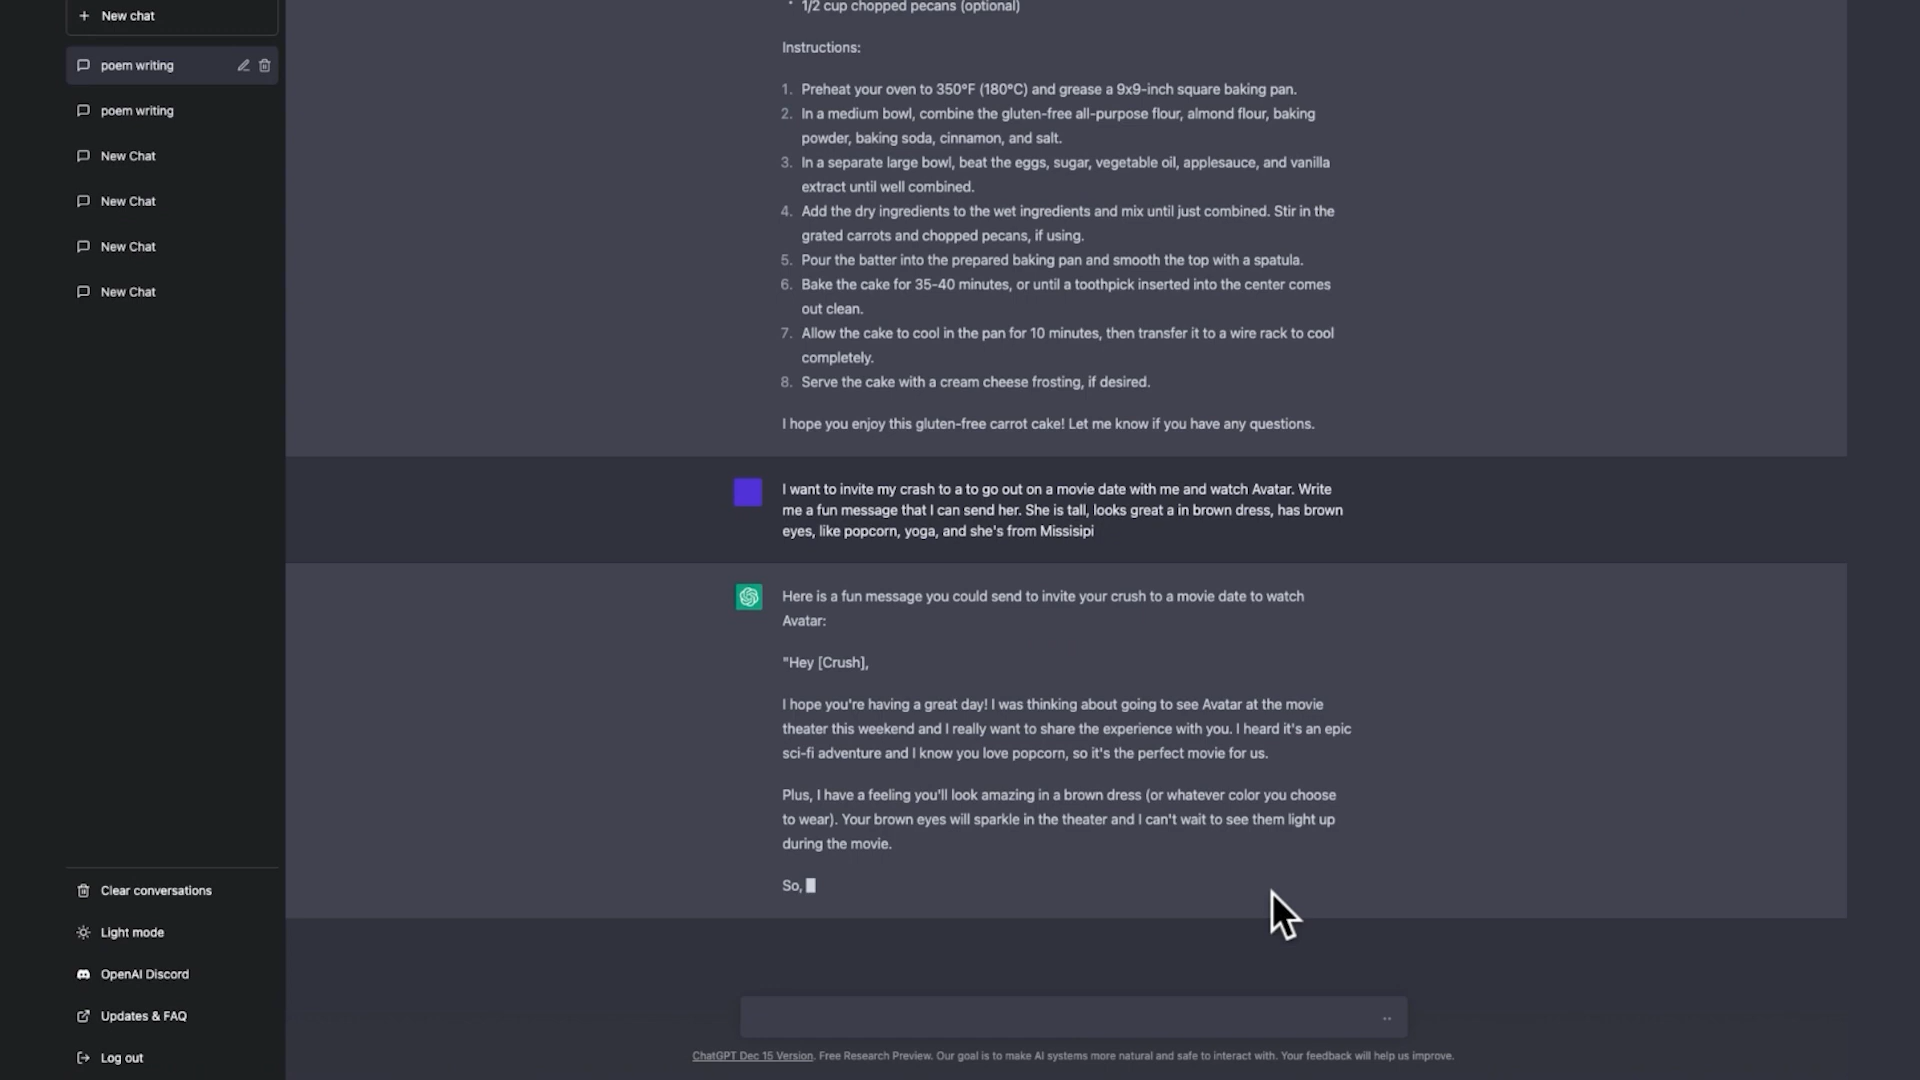 New chat
poem writing
poem writing
New Chat
New Chat
New Chat
New Chat
Clear conversations
Light mode
OpenAI Discord
Updates & FAQ
Log out
• 1/2 cup chopped pecans (optional)
Instructions:
1. Preheat your oven to 350°F (180°C) and grease a 9x9-inch square baking pan.
2. In a medium bowl, combine the gluten-free all-purpose flour, almond flour, baking
powder, baking soda, cinnamon, and salt.
3. In a separate large bowl, beat the eggs, sugar, vegetable oil, applesauce, and vanilla
extract until well combined.
4. Add the dry ingredients to the wet ingredients and mix until just combined. Stir in the
grated carrots and chopped pecans, if using.
5. Pour the batter into the prepared baking pan and smooth the top with a spatula.
6. Bake the cake for 35-40 minutes, or until a toothpick inserted into the center comes
out clean.
7. Allow the cake to cool in the pan for 10 minutes, then transfer it to a wire rack to cool
completely.
8. Serve the cake with a cream cheese frosting, if desired.
I hope you enjoy this gluten-free carrot cake! Let me know if you have any questions.
I want to invite my crash to a to go out on a movie date with me and watch Avatar. Write
me a fun message that I can send her. She is tall, looks great a in brown dress, has brown
eyes, like popcorn, yoga, and she's from Missisipi
Here is a fun message you could send to invite your crush to a movie date to watch
Avatar:
"Hey [Crush],
I hope you're having a great day! I was thinking about going to see Avatar at the movie
theater this weekend and I really want to share the experience with you. I heard it's an epic
sci-fi adventure and I know you love popcorn, so it's the perfect movie for us.
Plus, I have a feeling you'll look amazing in a brown dress (or whatever color you choose
to wear). Your brown eyes will sparkle in the theater and I can't wait to see them light up
during the movie.
So,
ChatGPT Dec 15 Version. Free Research Preview. Our goal is to make AI systems more natural and safe to interact with. Your feedback will help us improve.